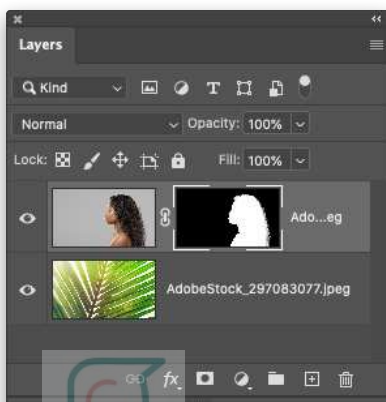 Layers
Kind
Normal Opacity: 100%
Lock: Fill: 100%
Ado...eg
AdobeStock_297083077.jpeg
fx